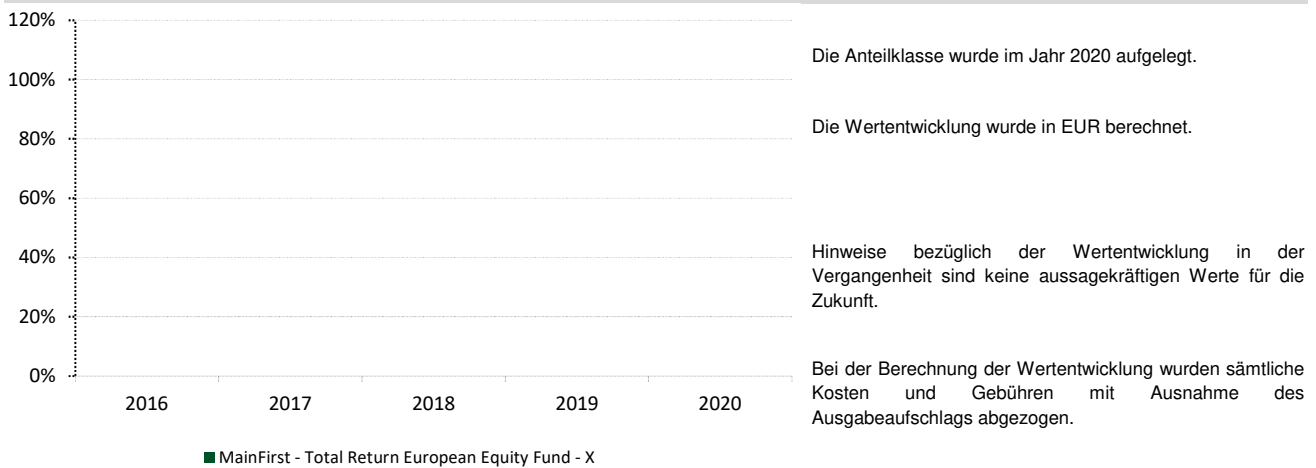 120%
100%
80%
60%
40%
20%
0%
2016 2017 2018 2019 2020
MainFirst - Total Return European Equity Fund - X
Die Anteilklasse wurde im Jahr 2020 aufgelegt.
Die Wertentwicklung wurde in EUR berechnet.
Hinweise bezüglich der Wertentwicklung in der
Vergangenheit sind keine aussagekräftigen Werte für die
Zukunft.
Bei der Berechnung der Wertentwicklung wurden sämtliche
Kosten und Gebühren mit Ausnahme des
Ausgabeaufschlags abgezogen.